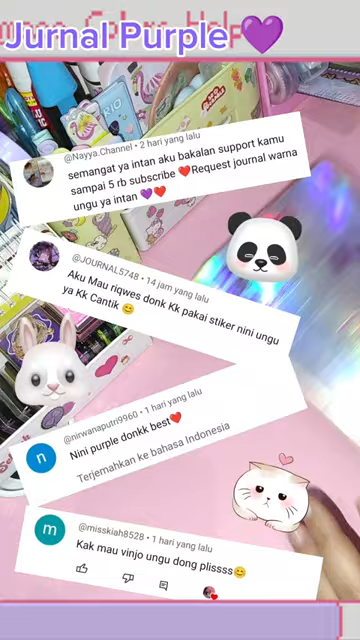 Jurnal Purple 💜
@Nayya.Channel • 2 hari yang lalu
semangat ya intan aku bakalan support kamu
sampai 5 rb subscribe ❤️Request journal warna
ungu ya intan 💜❤️
@JOURNAL5748 • 14 jam yang lalu
Aku Mau riqwes donk Kk pakai stiker nini ungu
ya Kk Cantik 😊
@nirwanaputri9960 • 1 hari yang lalu
Nini purple donkk best❤️
Terjemahkan ke bahasa Indonesia
n
@misskiah8528 • 1 hari yang lalu
m
Kak mau vinjo ungu dong plissss😊